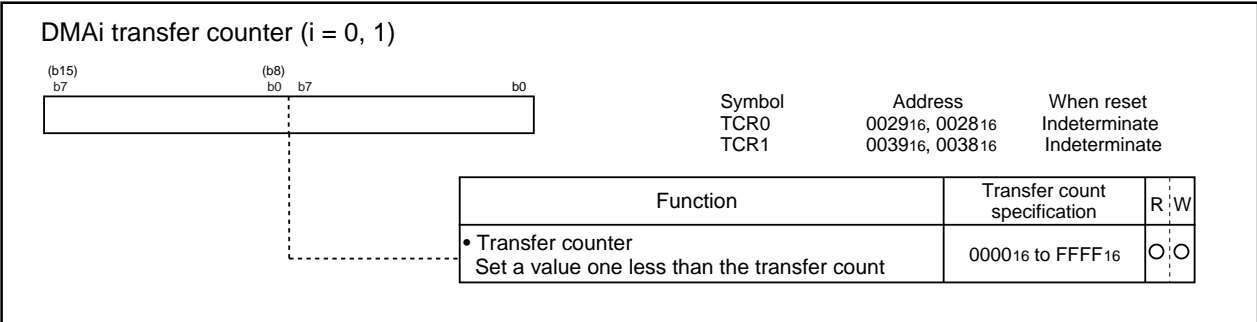 DMAi transfer counter (i = 0, 1)
(b15) (b8)
b7 b0 b7 b0
Symbol Address When reset
TCR0 002916, 002816 Indeterminate
TCR1 003916, 003816 Indeterminate
Function Transfer count specification R W
• Transfer counter
Set a value one less than the transfer count 000016 to FFFF16 O O